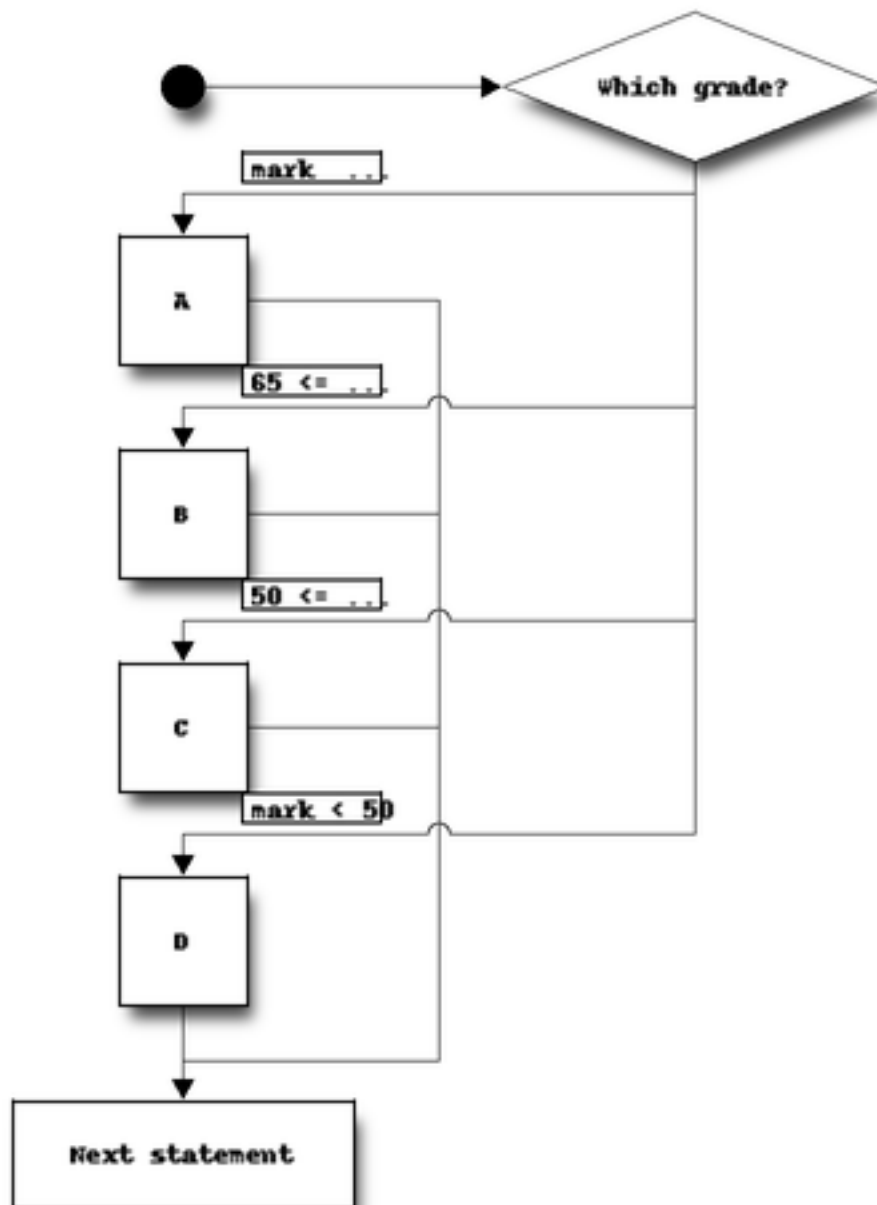 Which grade?
mark ...
A
65 <= ...
B
50 <= ...
C
mark < 50
D
Next statement